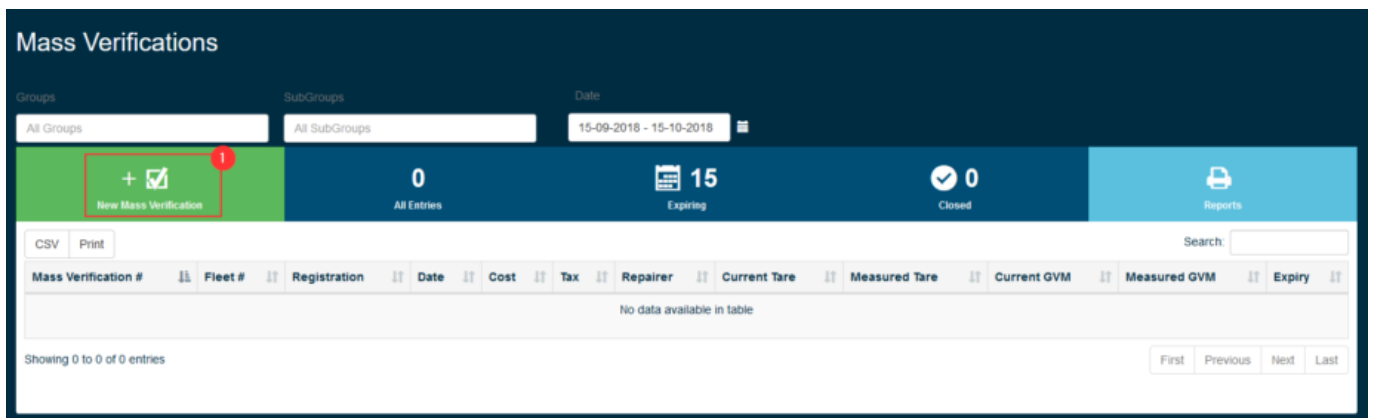 Mass Verifications
Groups SubGroups Date
All Groups All SubGroups 15-09-2018 - 15-10-2018
1
+ 0 15 0
New Mass Verification All Entries Expiring Closed Reports
CSV Print Search:
Mass Verification # Fleet # Registration Date Cost Tax Repairer Current Tare Measured Tare Current GVM Measured GVM Expiry
No data available in table
Showing 0 to 0 of 0 entries First Previous Next Last